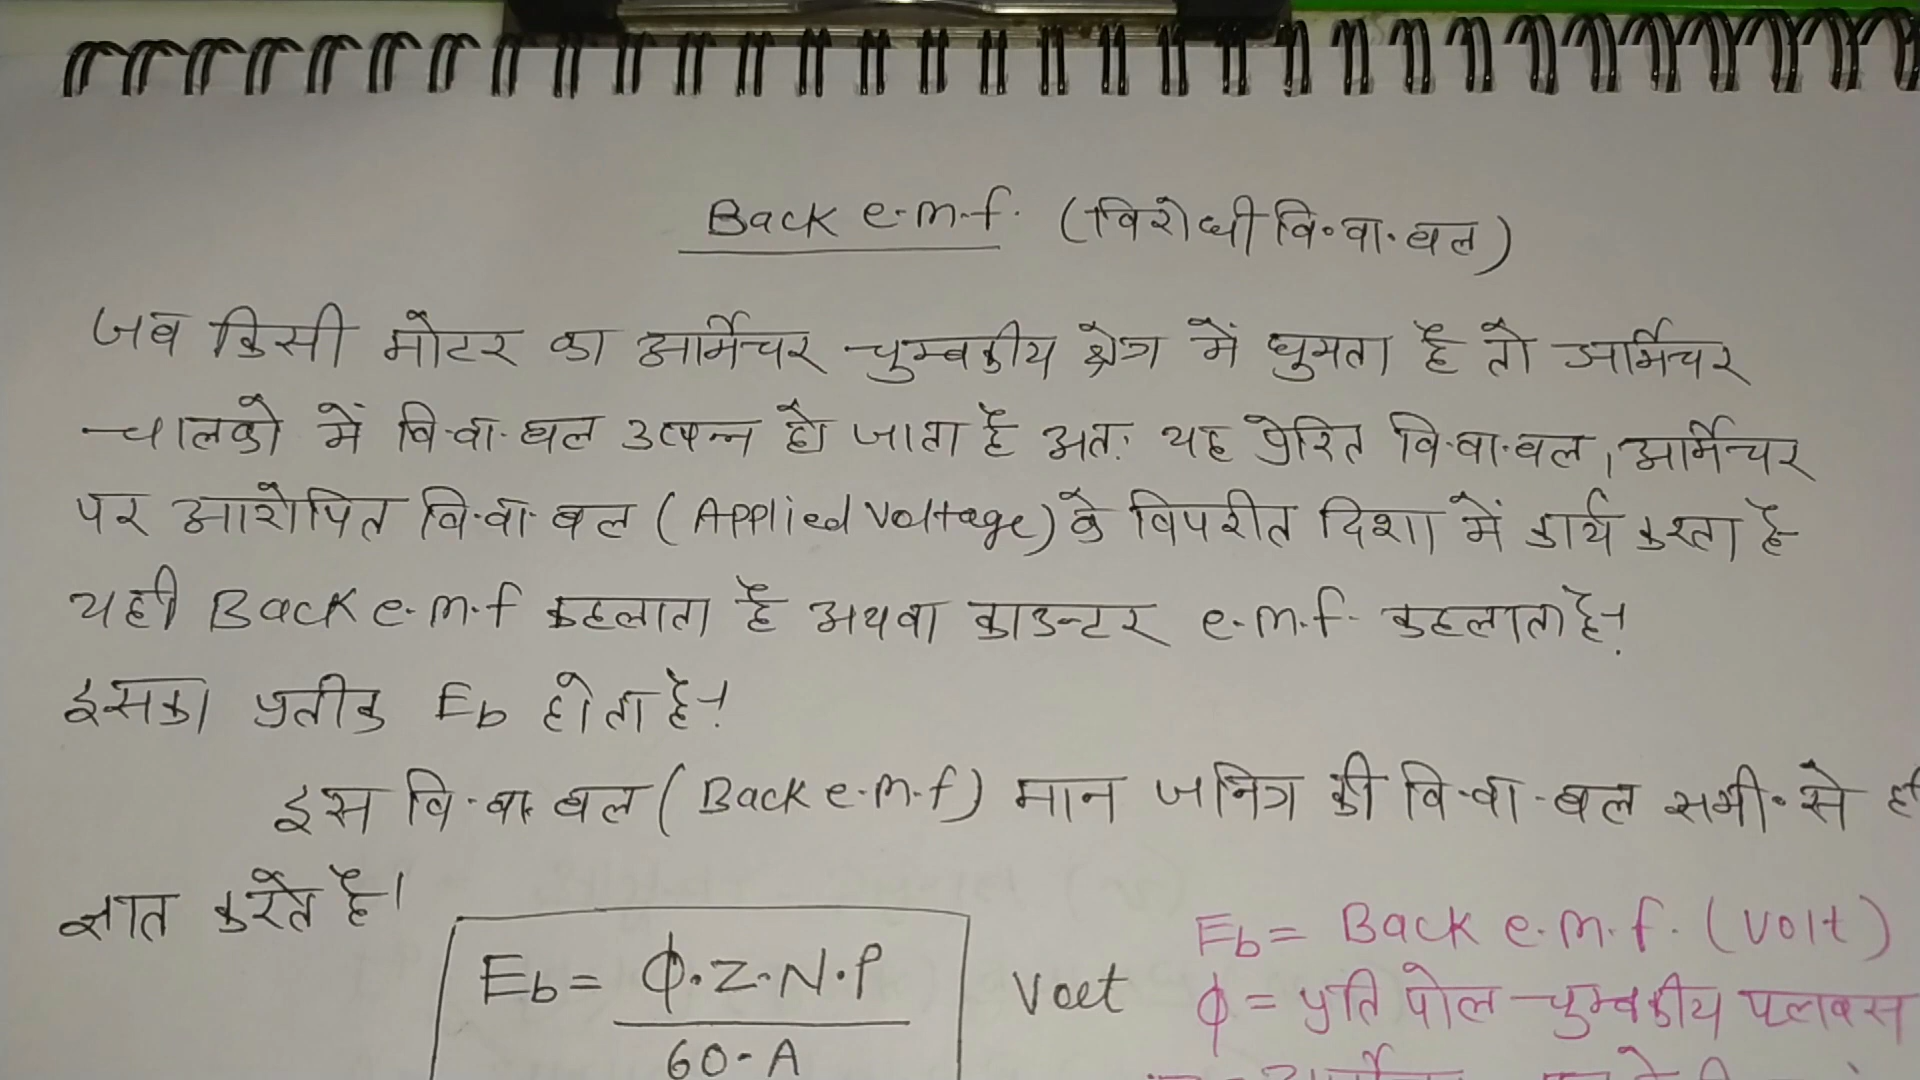 Back e.m.f. (विरोधी वि.वा.बल)
जब किसी मोटर का आर्मेचर चुम्बकीय क्षेत्र में घुमता है तो आर्मेचर
चालको में वि.वा.बल उत्पन्न हो जाता है अत: यह प्रेरित वि.वा.बल, आर्मेचर
पर आरोपित वि.वा.बल (Applied Voltage) के विपरीत दिशा में कार्य करता है
यही Back e.m.f कहलाता है अथवा काउन्टर e.m.f. कहलाता है।
इसका प्रतीक Eb होता है।
इस वि.वा.बल (Back e.m.f) मान जनित्र की वि.वा.बल समी. से ही
ज्ञात करते है।
Eb = Φ.Z.N.P / 60.A Volt
Eb = Back e.m.f. (Volt)
Φ = प्रति पोल चुम्बकीय फ्लक्स